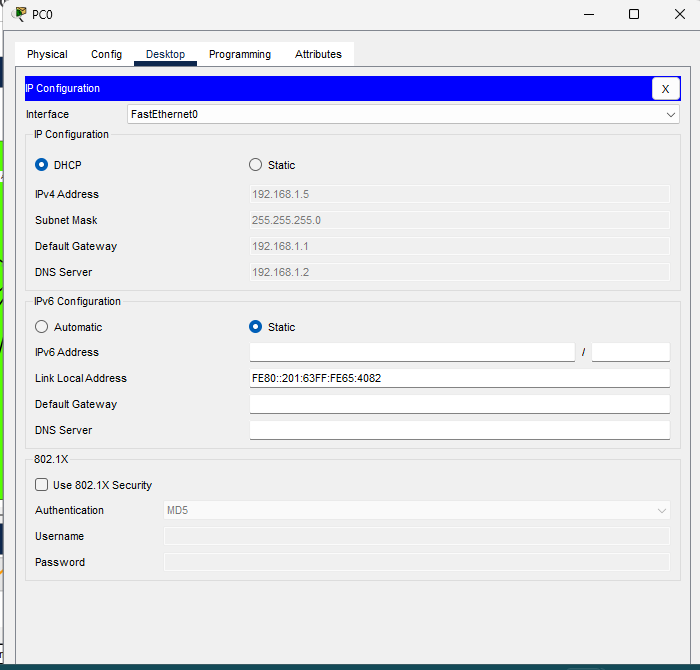 PC0
Physical Config Desktop Programming Attributes
IP Configuration X
Interface FastEthernet0
IP Configuration
DHCP Static
IPv4 Address 192.168.1.5
Subnet Mask 255.255.255.0
Default Gateway 192.168.1.1
DNS Server 192.168.1.2
IPv6 Configuration
Automatic Static
IPv6 Address /
Link Local Address FE80::201:63FF:FE65:4082
Default Gateway
DNS Server
802.1X
Use 802.1X Security
Authentication MD5
Username
Password